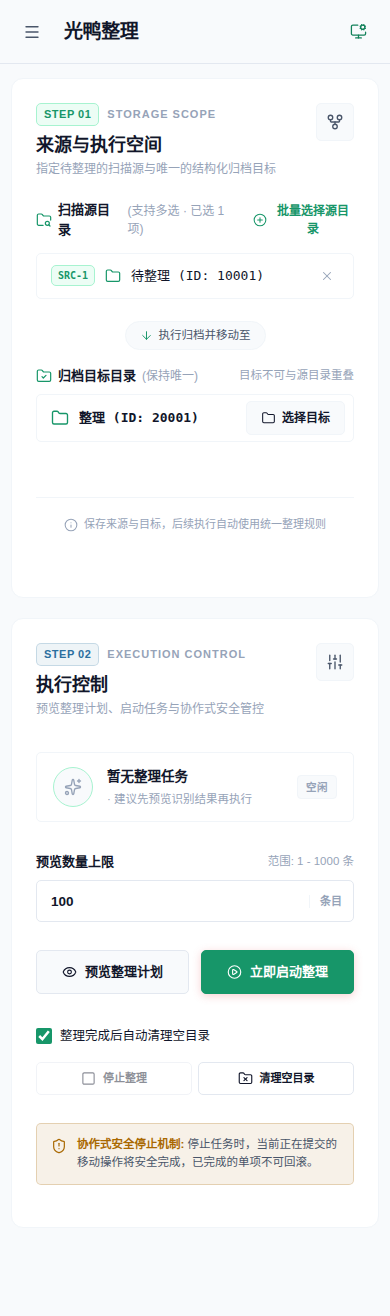 光鸭整理
STEP 01 STORAGE SCOPE
来源与执行空间
指定待整理的扫描源与唯一的结构化归档目标
扫描源目录 (支持多选 · 已选 1 项) 批量选择源目录
SRC-1 待整理 (ID: 10001)
执行归档并移动至
归档目标目录 (保持唯一) 目标不可与源目录重叠
整理 (ID: 20001) 选择目标
保存来源与目标，后续执行自动使用统一整理规则
STEP 02 EXECUTION CONTROL
执行控制
预览整理计划、启动任务与协作式安全管控
暂无整理任务
· 建议先预览识别结果再执行
空闲
预览数量上限 范围: 1 - 1000 条
100 条目
预览整理计划 立即启动整理
整理完成后自动清理空目录
停止整理 清理空目录
协作式安全停止机制: 停止任务时，当前正在提交的
移动操作将安全完成，已完成的单项不可回滚。